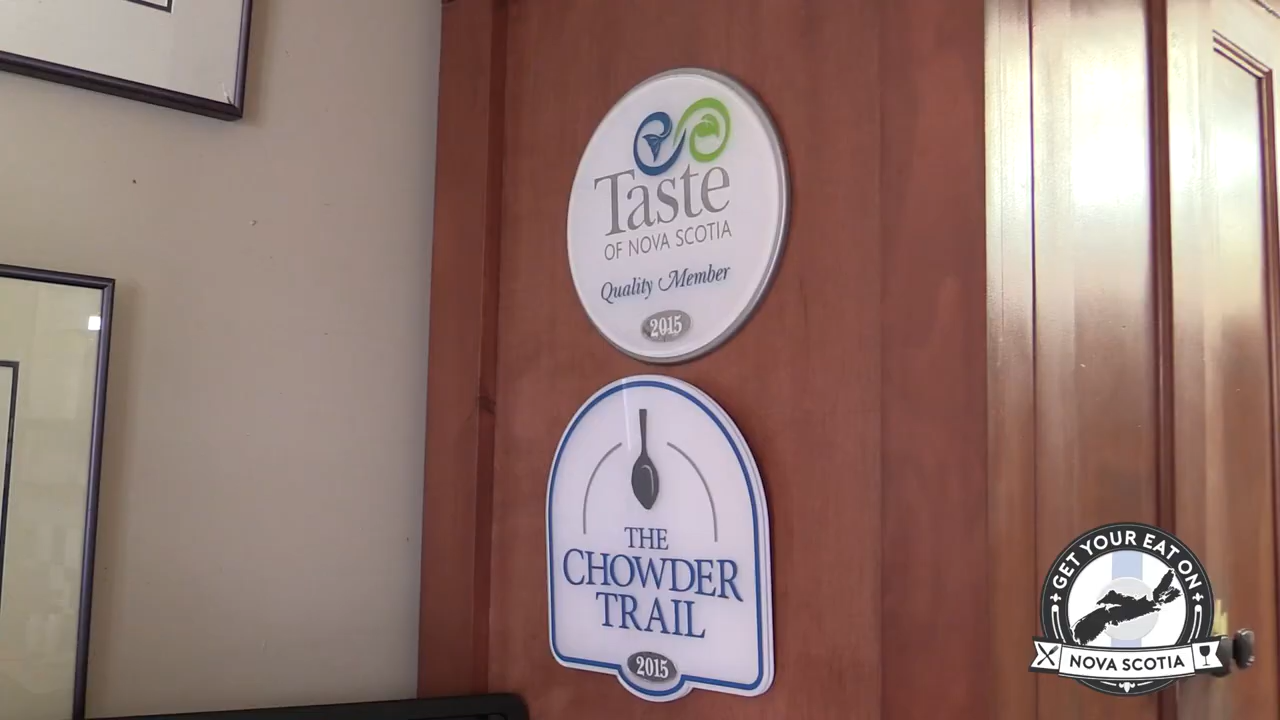 Taste
OF NOVA SCOTIA
Quality Member
2015
THE
CHOWDER
TRAIL
2015
GET YOUR EAT ON
NOVA SCOTIA